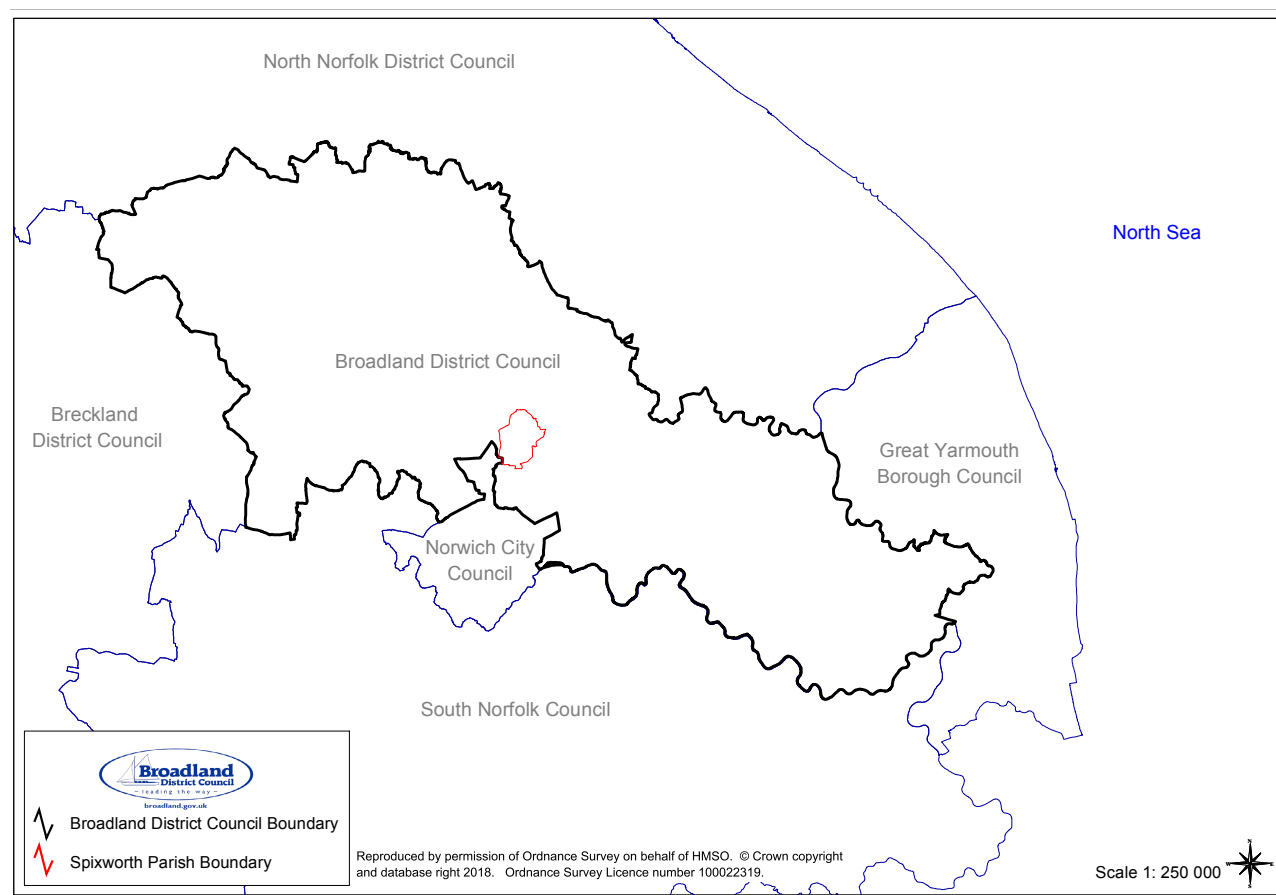 North Norfolk District Council
North Sea
Broadland District Council
Breckland
District Council
Great Yarmouth
Borough Council
Norwich City
Council
South Norfolk Council
Broadland
District Council
– leading the way –
broadland.gov.uk
Broadland District Council Boundary
Spixworth Parish Boundary
Reproduced by permission of Ordnance Survey on behalf of HMSO. © Crown copyright
and database right 2018. Ordnance Survey Licence number 100022319.
Scale 1: 250 000